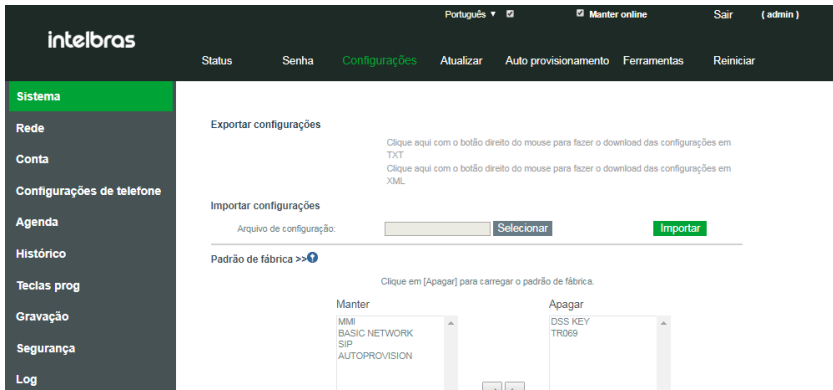 Português ▼ Manter online Sair ( admin )
intelbras
Status Senha Configurações Atualizar Auto provisionamento Ferramentas Reiniciar
Sistema
Rede
Conta
Configurações de telefone
Agenda
Histórico
Teclas prog
Gravação
Segurança
Log
Exportar configurações
Clique aqui com o botão direito do mouse para fazer o download das configurações em
TXT
Clique aqui com o botão direito do mouse para fazer o download das configurações em
XML
Importar configurações
Arquivo de configuração: Selecionar Importar
Padrão de fábrica >>
Clique em [Apagar] para carregar o padrão de fábrica.
Manter Apagar
MMI
BASIC NETWORK
SIP
AUTOPROVISION
DSS KEY
TR069